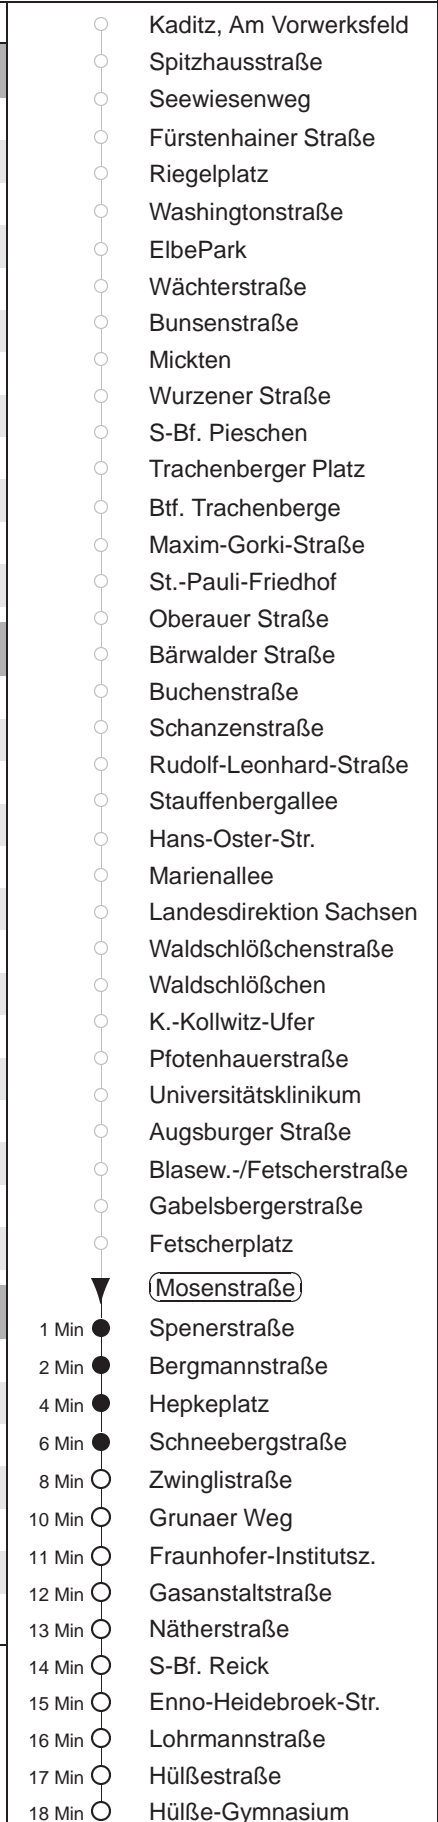 Kaditz, Am Vorwerksfeld
Spitzhausstraße
Seewiesenweg
Fürstenhainer Straße
Riegelplatz
Washingtonstraße
ElbePark
Wächterstraße
Bunsenstraße
Mickten
Wurzener Straße
S-Bf. Pieschen
Trachenberger Platz
Btf. Trachenberge
Maxim-Gorki-Straße
St.-Pauli-Friedhof
Oberauer Straße
Bärwalder Straße
Buchenstraße
Schanzenstraße
Rudolf-Leonhard-Straße
Stauffenbergallee
Hans-Oster-Str.
Marienallee
Landesdirektion Sachsen
Waldschlößchenstraße
Waldschlößchen
K.-Kollwitz-Ufer
Pfotenhauerstraße
Universitätsklinikum
Augsburger Straße
Blasew.-/Fetscherstraße
Gabelsbergerstraße
Fetscherplatz
Mosenstraße
1 Min Spenerstraße
2 Min Bergmannstraße
4 Min Hepkeplatz
6 Min Schneebergstraße
8 Min Zwinglistraße
10 Min Grunaer Weg
11 Min Fraunhofer-Institutsz.
12 Min Gasanstaltstraße
13 Min Nätherstraße
14 Min S-Bf. Reick
15 Min Enno-Heidebroek-Str.
16 Min Lohrmannstraße
17 Min Hülßestraße
18 Min Hülße-Gymnasium